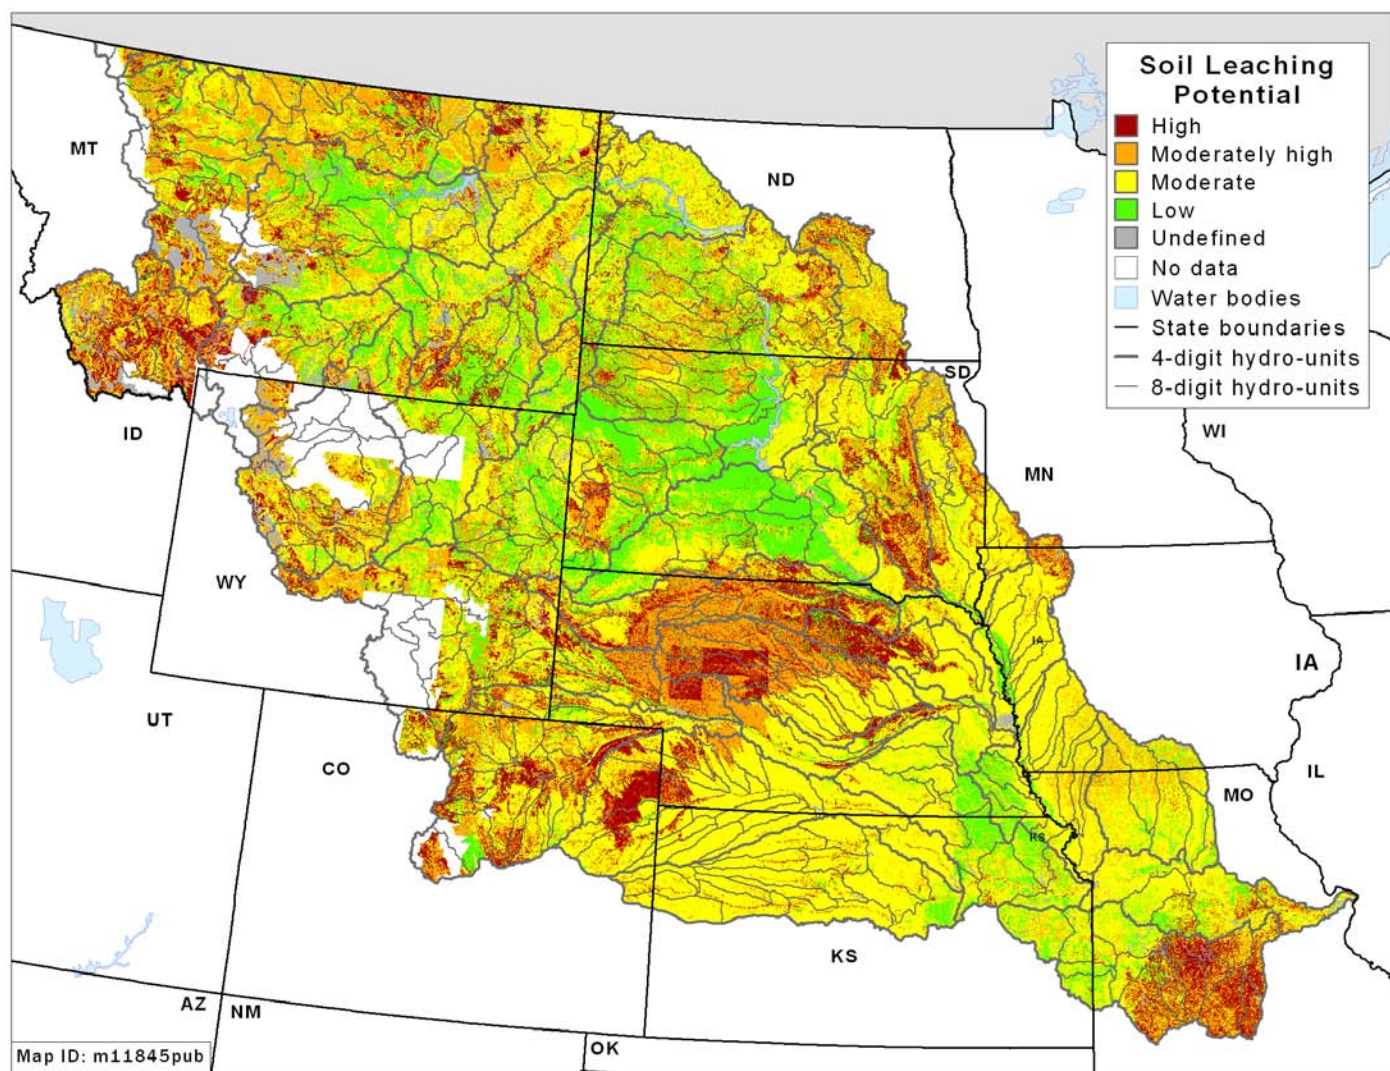 Soil Leaching
Potential
High
Moderately high
Moderate
Low
Undefined
No data
Water bodies
State boundaries
4-digit hydro-units
8-digit hydro-units
MT
ND
SD
ID
WI
MN
WY
IA
IA
UT
CO
IL
MO
KS
KS
AZ
NM
OK
Map ID: m11845pub